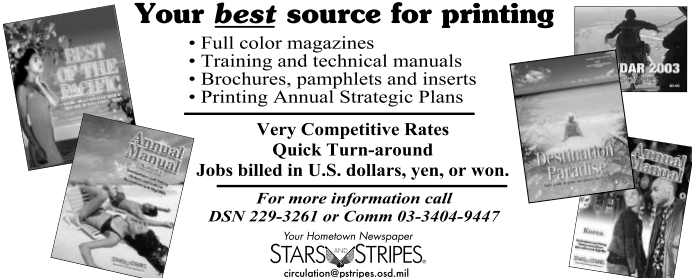 Your best source for printing
• Full color magazines
• Training and technical manuals
• Brochures, pamphlets and inserts
• Printing Annual Strategic Plans
Very Competitive Rates
Quick Turn-around
Jobs billed in U.S. dollars, yen, or won.
For more information call
DSN 229-3261 or Comm 03-3404-9447
Your Hometown Newspaper
STARS AND STRIPES®
circulation@pstripes.osd.mil
BEST
OF THE
PACIFIC
Annual
Manual
DAR 2003
Destination
Paradise
Annual
Manual
Korea